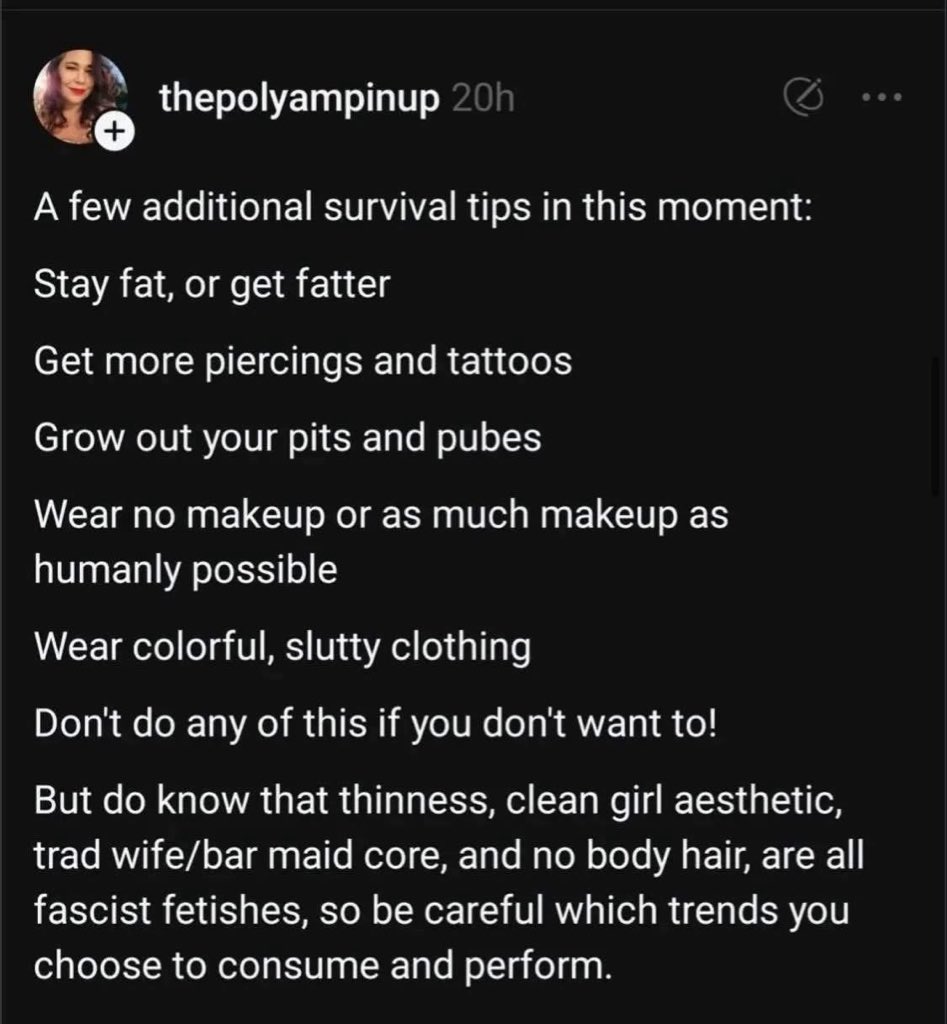 thepolyampinup 20h
A few additional survival tips in this moment:
Stay fat, or get fatter
Get more piercings and tattoos
Grow out your pits and pubes
Wear no makeup or as much makeup as
humanly possible
Wear colorful, slutty clothing
Don't do any of this if you don't want to!
But do know that thinness, clean girl aesthetic,
trad wife/bar maid core, and no body hair, are all
fascist fetishes, so be careful which trends you
choose to consume and perform.